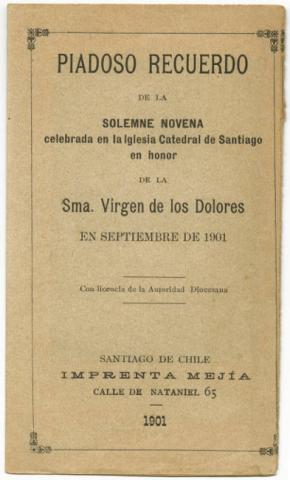 PIADOSO RECUERDO
DE LA
SOLEMNE NOVENA
celebrada en la Iglesia Catedral de Santiago
en honor
DE LA
Sma. Virgen de los Dolores
EN SEPTIEMBRE DE 1901
Con licencia de la Autoridad Diocesana
SANTIAGO DE CHILE
IMPRENTA MEJÍA
CALLE DE NATANIEL 65
1901